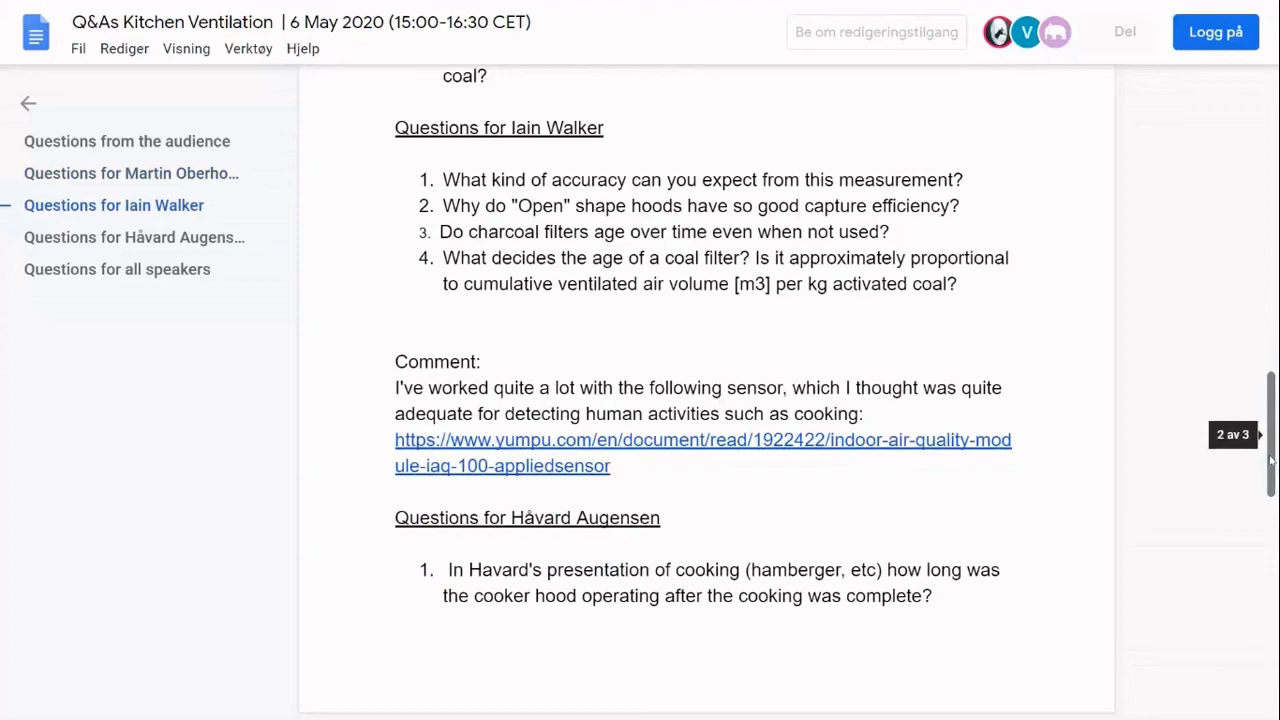 Q&As Kitchen Ventilation | 6 May 2020 (15:00-16:30 CET)
Fil Rediger Visning Verktøy Hjelp
Be om redigeringstilgang
V
Del
Logg på
Questions from the audience
Questions for Martin Oberho...
Questions for Iain Walker
Questions for Håvard Augens...
Questions for all speakers
coal?
Questions for Iain Walker
1. What kind of accuracy can you expect from this measurement?
2. Why do "Open" shape hoods have so good capture efficiency?
3. Do charcoal filters age over time even when not used?
4. What decides the age of a coal filter? Is it approximately proportional
to cumulative ventilated air volume [m3] per kg activated coal?
Comment:
I've worked quite a lot with the following sensor, which I thought was quite
adequate for detecting human activities such as cooking:
https://www.yumpu.com/en/document/read/1922422/indoor-air-quality-mod
ule-iaq-100-appliedsensor
2 av 3
Questions for Håvard Augensen
1. In Havard's presentation of cooking (hamberger, etc) how long was
the cooker hood operating after the cooking was complete?